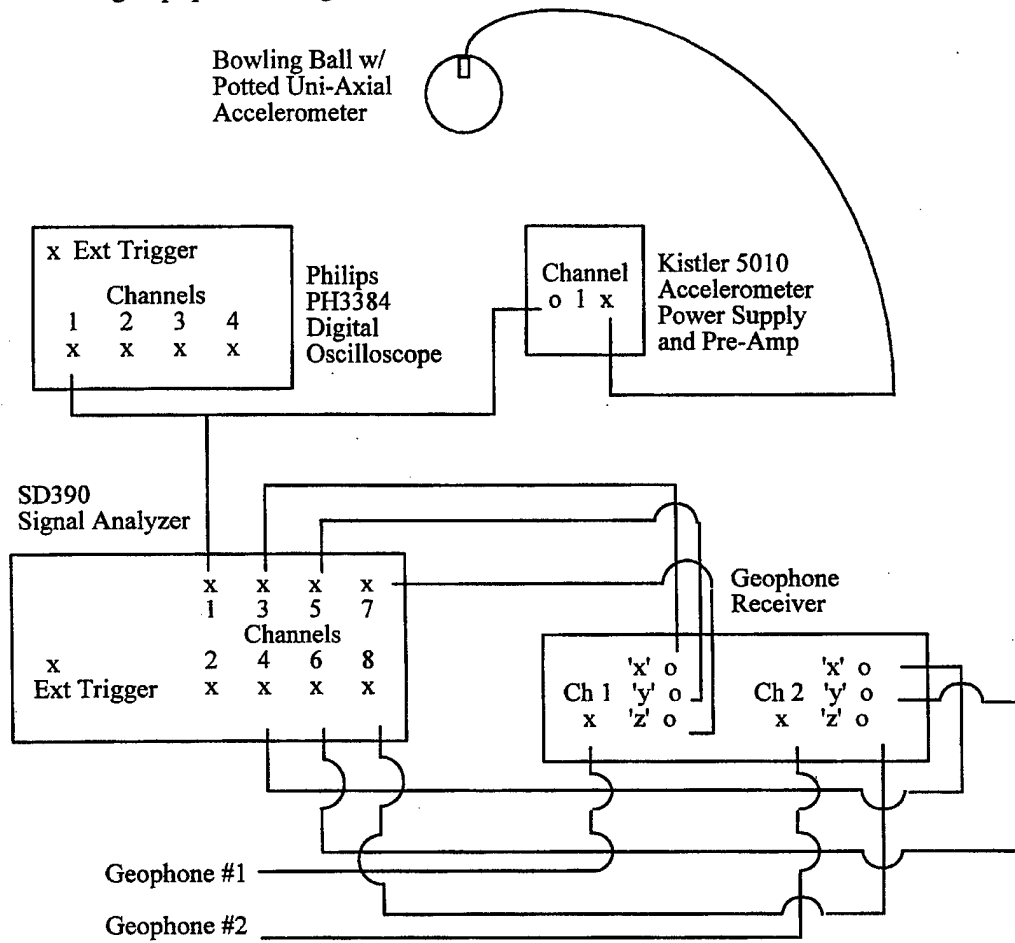 Bowling Ball w/
Potted Uni-Axial
Accelerometer
x Ext Trigger
Channels
1 2 3 4
x x x x
Philips
PH3384
Digital
Oscilloscope
Channel
o 1 x
Kistler 5010
Accelerometer
Power Supply
and Pre-Amp
SD390
Signal Analyzer
x x x x
1 3 5 7
Channels
2 4 6 8
x x x x x
Ext Trigger
Geophone
Receiver
'x' o
Ch 1 'y' o
x 'z' o
'x' o
Ch 2 'y' o
x 'z' o
Geophone #1
Geophone #2